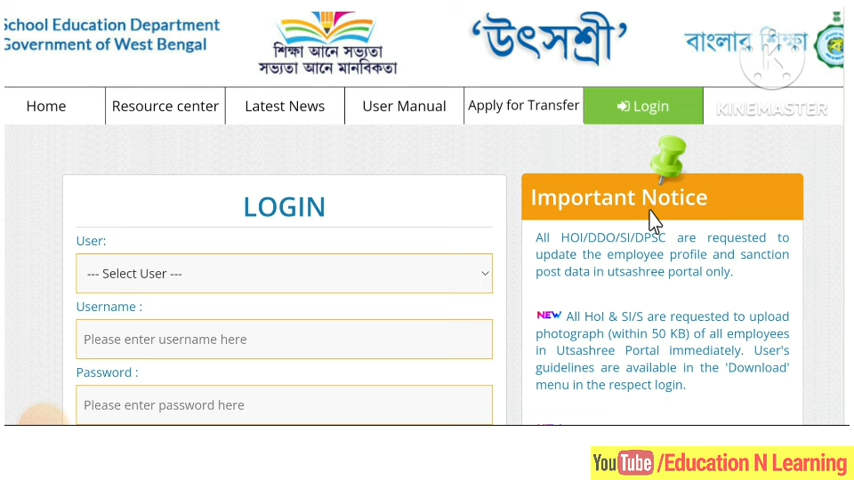 School Education Department
Government of West Bengal
শিক্ষা আনে সভ্যতা
সভ্যতা আনে মানবিকতা
‘উৎসশ্রী’
বাংলার শিক্ষা
KINEMASTER
Home
Resource center
Latest News
User Manual
Apply for Transfer
Login
LOGIN
User:
--- Select User ---
Username :
Please enter username here
Password :
Please enter password here
Important Notice
All HOI/DDO/SI/DPSC are requested to
update the employee profile and sanction
post data in utsashree portal only.
NEW All HoI & SI/S are requested to upload
photograph (within 50 KB) of all employees
in Utsashree Portal immediately. User's
guidelines are available in the 'Download'
menu in the respect login.
YouTube /Education N Learning